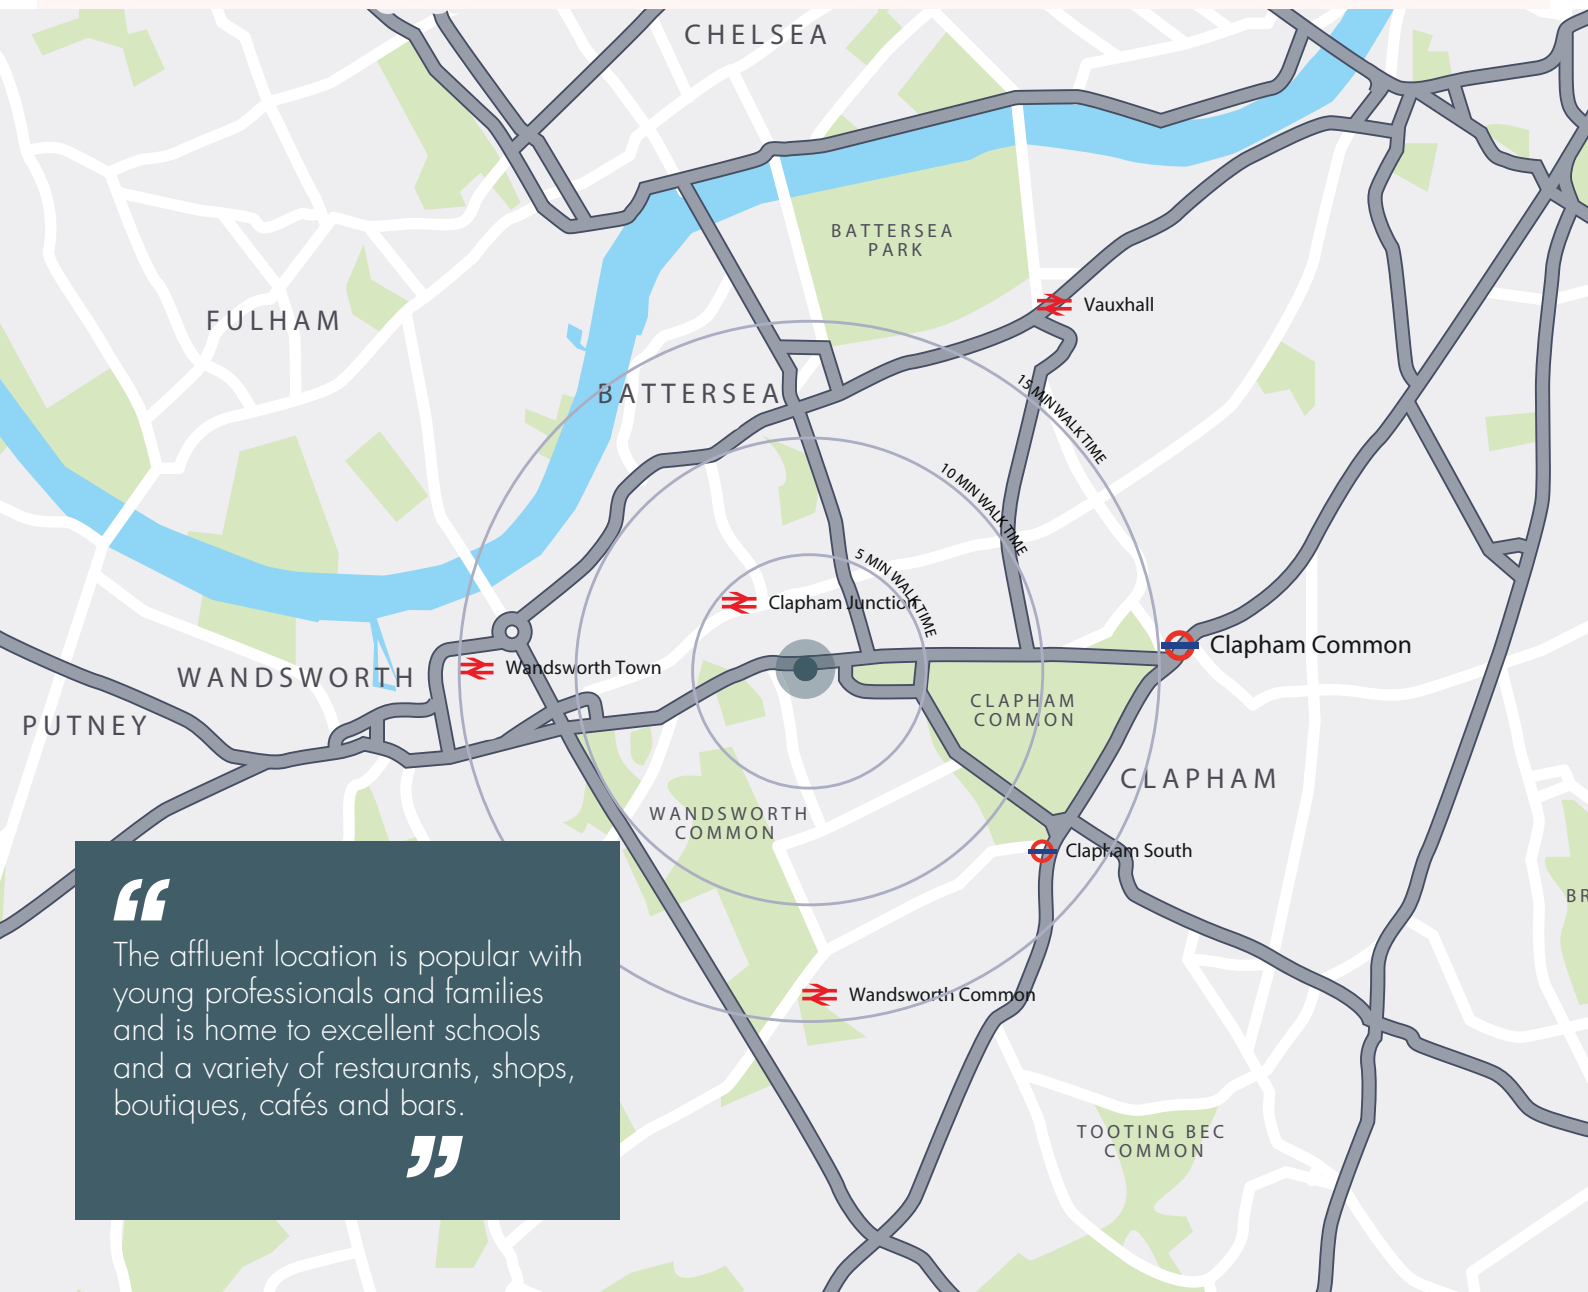 CHELSEA
BATTERSEA
PARK
Vauxhall
FULHAM
BATTERSEA
15 MIN WALK TIME
10 MIN WALK TIME
5 MIN WALK TIME
Clapham Junction
Clapham Common
Wandsworth Town
WANDSWORTH
PUTNEY
CLAPHAM
COMMON
CLAPHAM
WANDSWORTH
COMMON
Clapham South
BR
“
The affluent location is popular with
young professionals and families
and is home to excellent schools
and a variety of restaurants, shops,
boutiques, cafés and bars.
”
Wandsworth Common
TOOTING BEC
COMMON